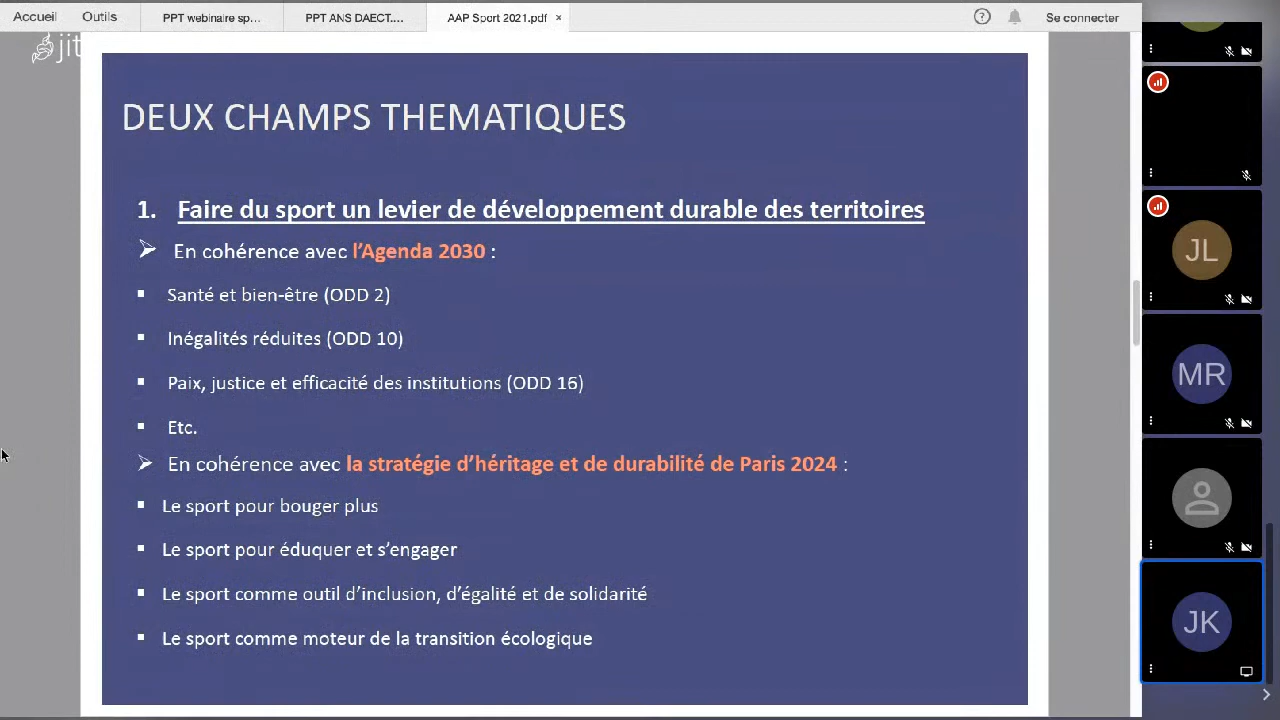 Accueil Outils PPT webinaire sp... PPT ANS DAECT.... AAP Sport 2021.pdf × ? Se connecter
jit
DEUX CHAMPS THEMATIQUES
1. Faire du sport un levier de développement durable des territoires
En cohérence avec l'Agenda 2030 :
Santé et bien-être (ODD 2)
Inégalités réduites (ODD 10)
Paix, justice et efficacité des institutions (ODD 16)
Etc.
En cohérence avec la stratégie d'héritage et de durabilité de Paris 2024 :
Le sport pour bouger plus
Le sport pour éduquer et s'engager
Le sport comme outil d'inclusion, d'égalité et de solidarité
Le sport comme moteur de la transition écologique
JL
MR
JK